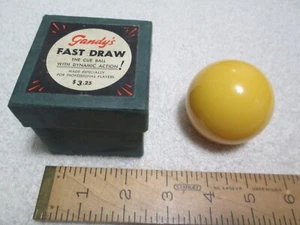 Gandy's
FAST DRAW
THE CUE BALL
WITH DYNAMIC ACTION!
MADE ESPECIALLY
FOR PROFESSIONAL PLAYERS
$3.25
1 2 3 4 5 6